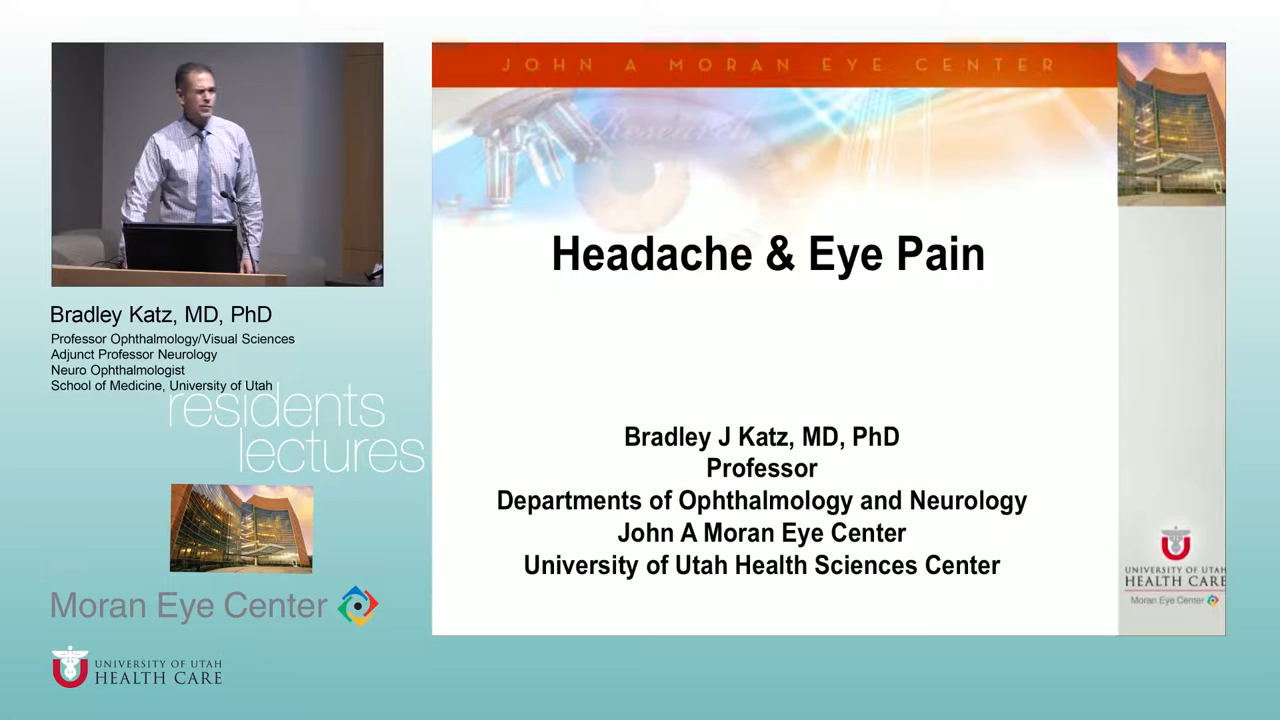 JOHN A MORAN EYE CENTER
Research
Headache & Eye Pain
Bradley J Katz, MD, PhD
Professor
Departments of Ophthalmology and Neurology
John A Moran Eye Center
University of Utah Health Sciences Center
UNIVERSITY OF UTAH
HEALTH CARE
Moran Eye Center
Bradley Katz, MD, PhD
Professor Ophthalmology/Visual Sciences
Adjunct Professor Neurology
Neuro Ophthalmologist
School of Medicine, University of Utah
residents
lectures
Moran Eye Center
UNIVERSITY OF UTAH
HEALTH CARE